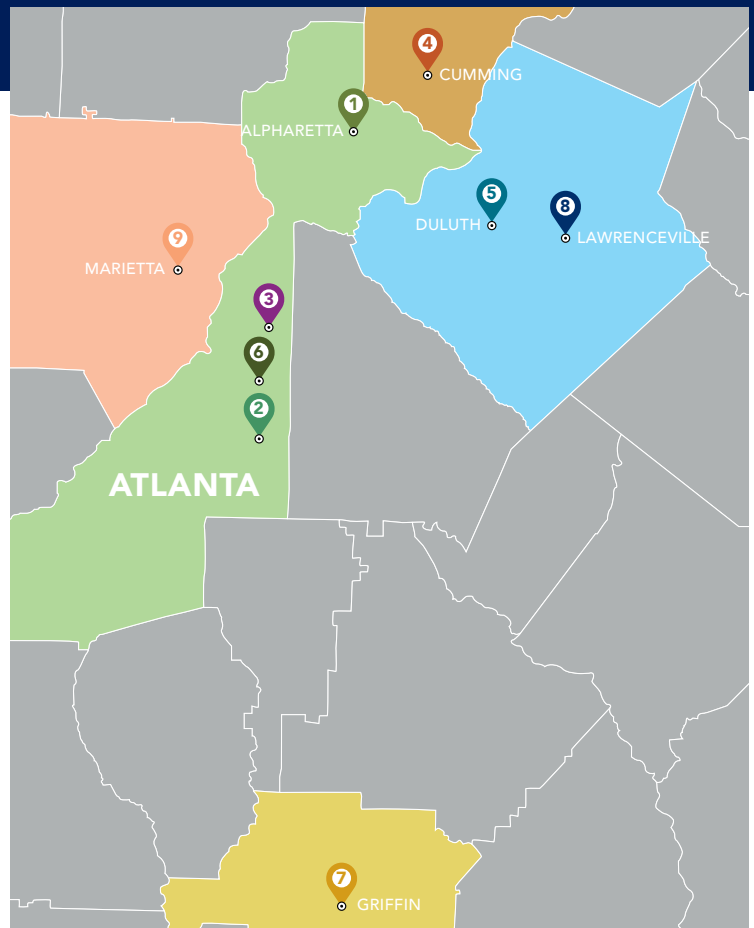 4
CUMMING
1
ALPHARETTA
5
8
DULUTH
LAWRENCEVILLE
9
MARIETTA
3
6
2
ATLANTA
7
GRIFFIN